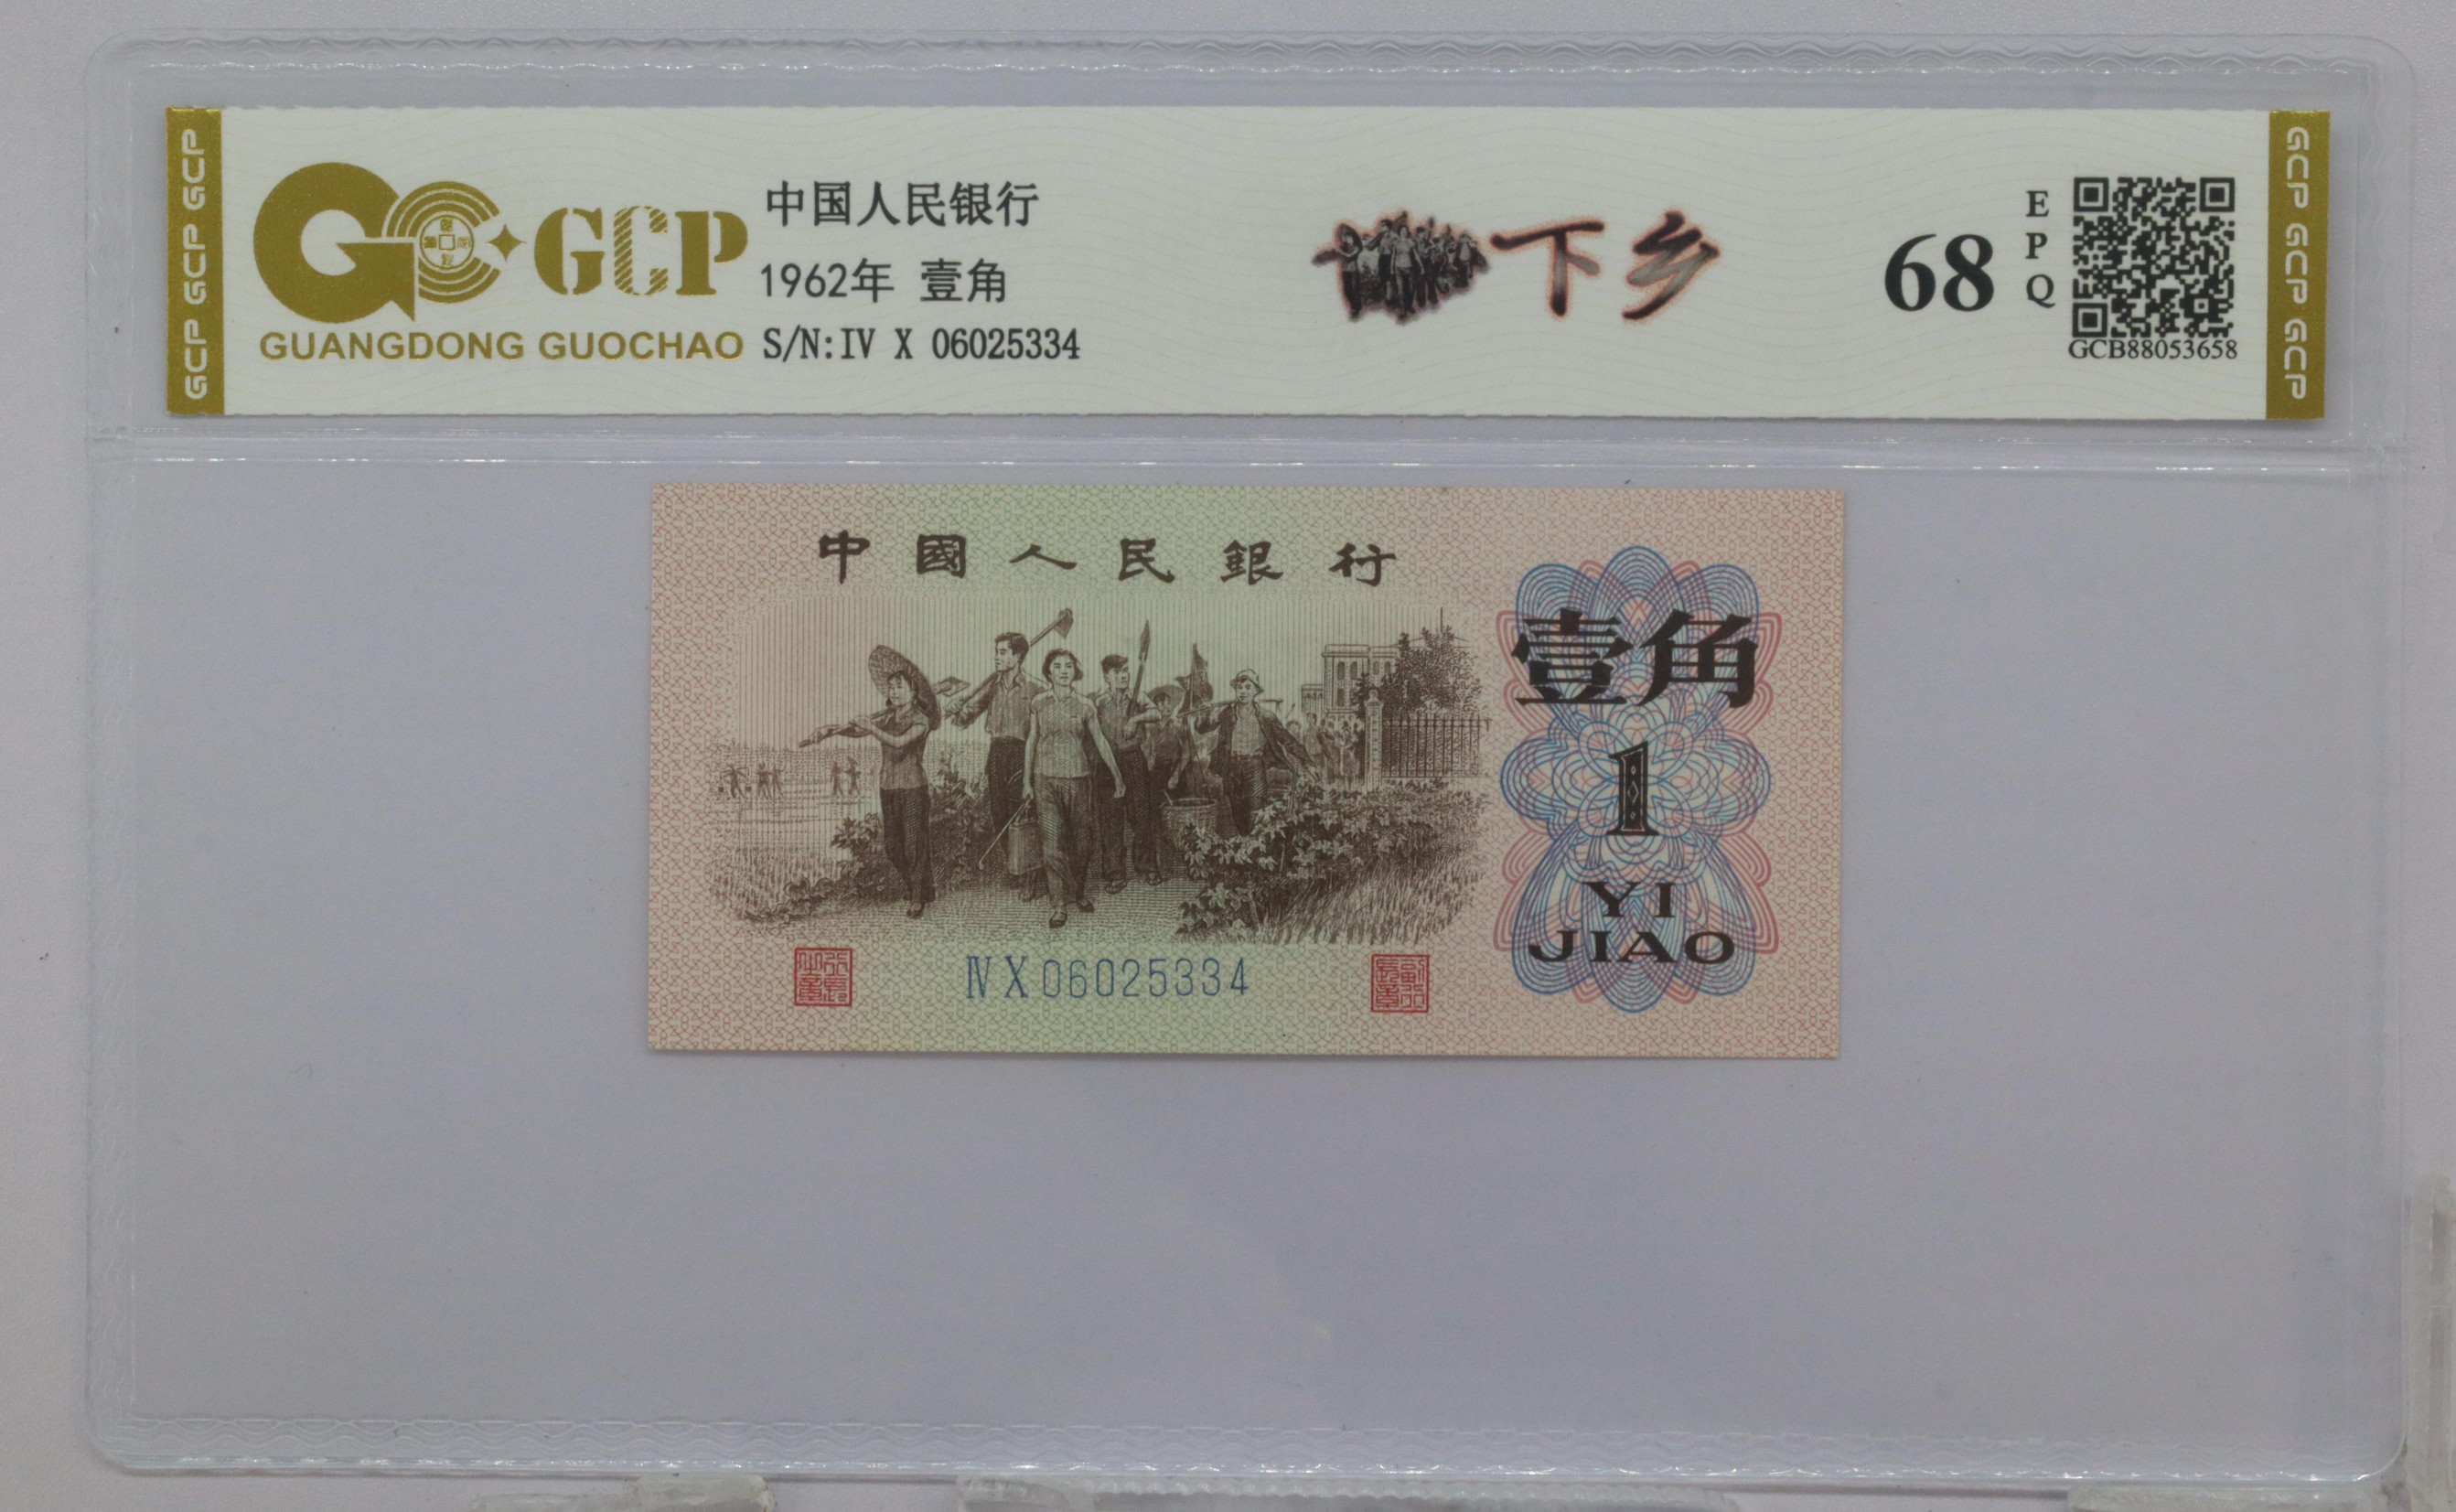 GCP GCP GCP
GCP
GUANGDONG GUOCHAO
中国人民银行
1962年 壹角
S/N:IV X 06025334
下乡
68
EPQ
GCB88053658
GCP GCP GCP
中國人民銀行
壹角
1
YI
JIAO
IV X 06025334